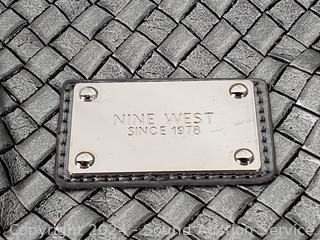 NINE WEST
SINCE 1978
Copyright 2024 - Sound Auction Service